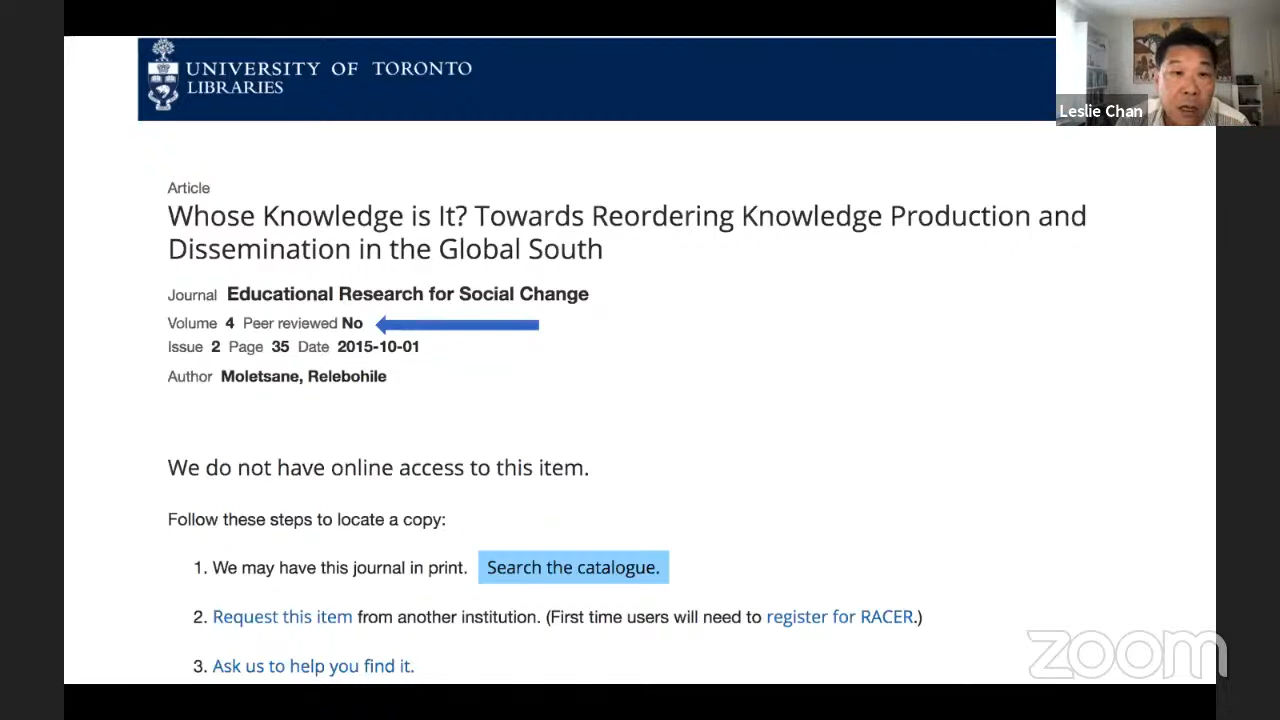 UNIVERSITY OF TORONTO
LIBRARIES
Leslie Chan
Article
Whose Knowledge is It? Towards Reordering Knowledge Production and
Dissemination in the Global South
Journal Educational Research for Social Change
Volume 4 Peer reviewed No
Issue 2 Page 35 Date 2015-10-01
Author Moletsane, Relebohile
We do not have online access to this item.
Follow these steps to locate a copy:
1. We may have this journal in print. Search the catalogue.
2. Request this item from another institution. (First time users will need to register for RACER.)
3. Ask us to help you find it.
zoom